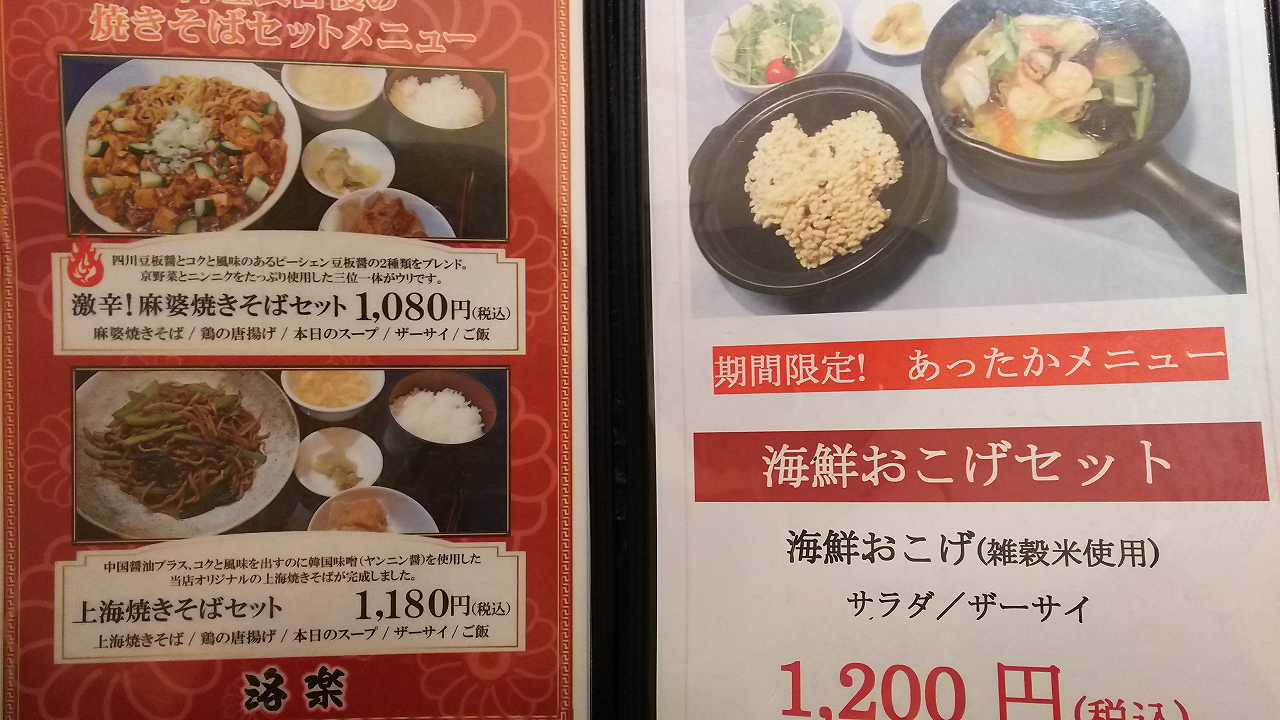 焼きそばセットメニュー
四川豆板醤とコクと風味のあるピーシェン豆板醤の2種類をブレンド。
京野菜とニンニクをたっぷり使用した三位一体がウリです。
激辛!麻婆焼きそばセット 1,080円(税込)
麻婆焼きそば/鶏の唐揚げ/本日のスープ/ザーサイ/ご飯
中国醤油プラス、コクと風味を出すのに韓国味噌(ヤンニン醤)を使用した
当店オリジナルの上海焼きそばが完成しました。
上海焼きそばセット 1,180円(税込)
上海焼きそば/鶏の唐揚げ/本日のスープ/ザーサイ/ご飯
洛楽
期間限定! あったかメニュー
海鮮おこげセット
海鮮おこげ(雑穀米使用)
サラダ/ザーサイ
1,200 円(税込)